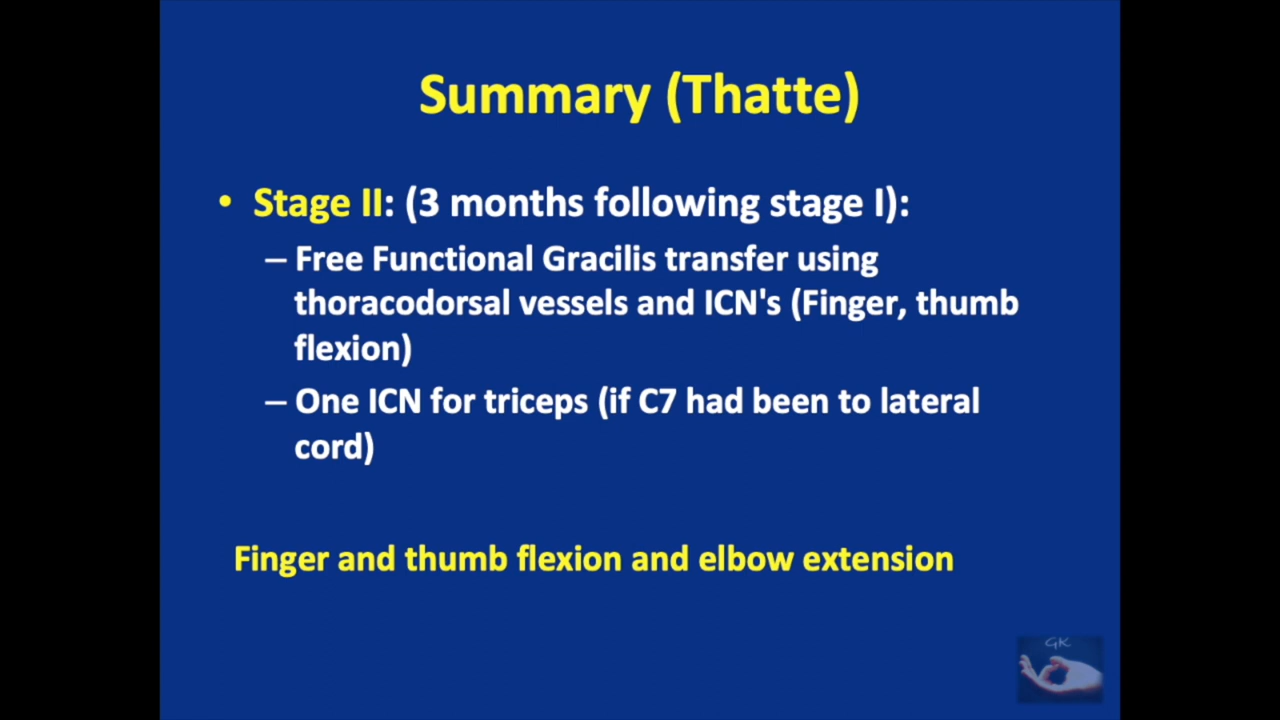 Summary (Thatte)
• Stage II: (3 months following stage I):
– Free Functional Gracilis transfer using
thoracodorsal vessels and ICN's (Finger, thumb
flexion)
– One ICN for triceps (if C7 had been to lateral
cord)
Finger and thumb flexion and elbow extension
GK